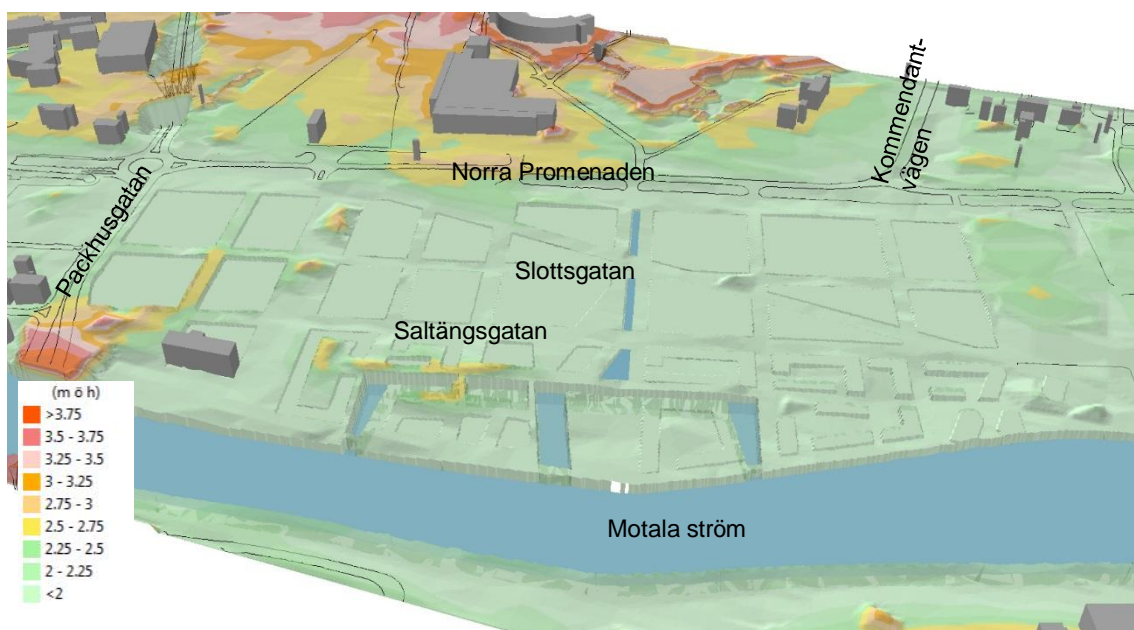 Kommendant-
vägen
Norra Promenaden
Packhusgatan
Slottsgatan
Saltängsgatan
Motala ström
(m ö h)
>3.75
3.5 - 3.75
3.25 - 3.5
3 - 3.25
2.75 - 3
2.5 - 2.75
2.25 - 2.5
2 - 2.25
<2